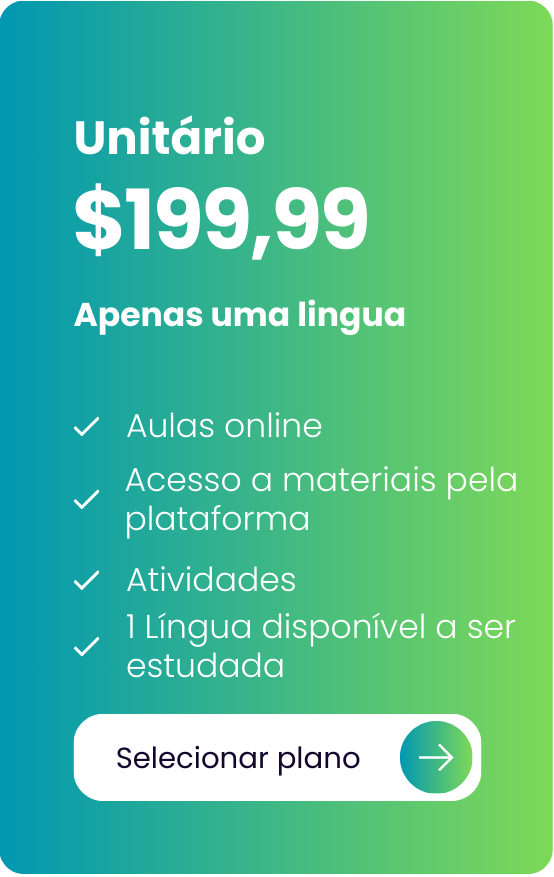 Unitário
$199,99
Apenas uma lingua
Aulas online
Acesso a materiais pela
plataforma
Atividades
1 Língua disponível a ser
estudada
Selecionar plano